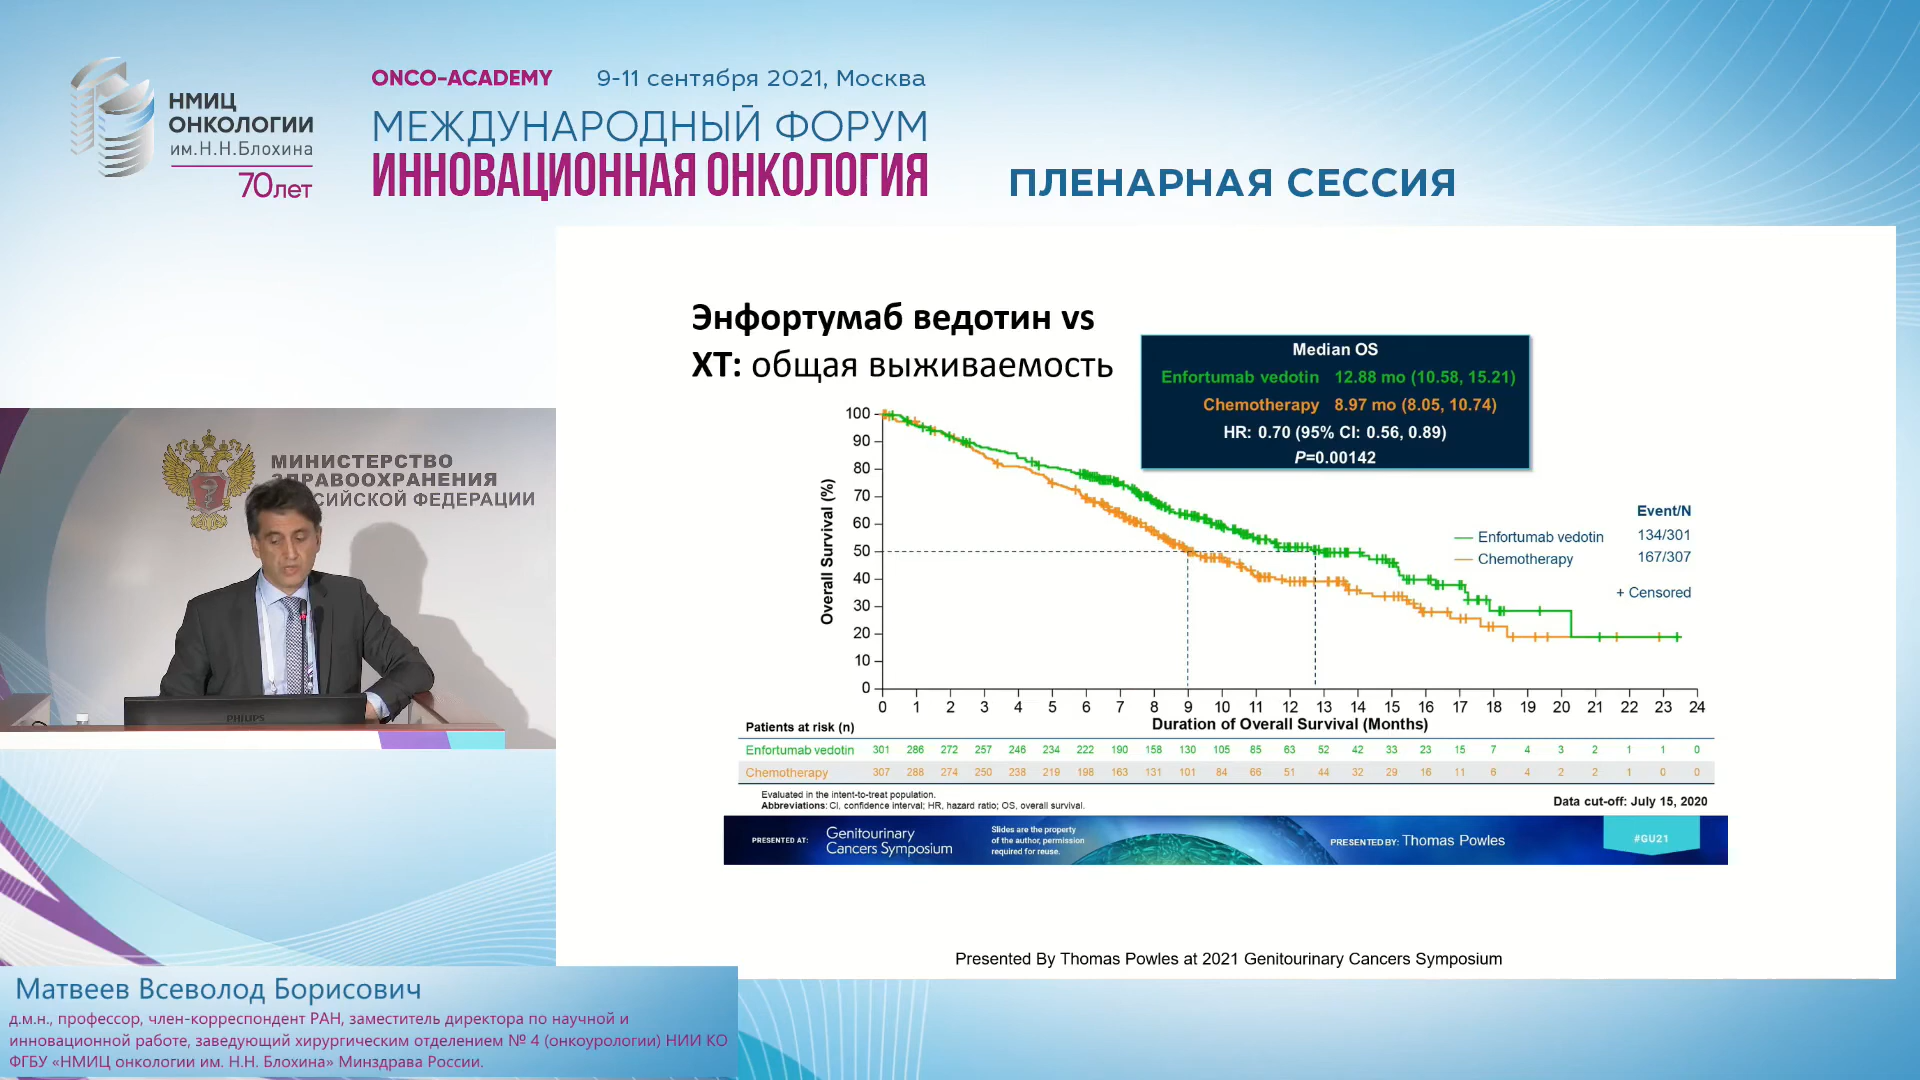 НМИЦ
ОНКОЛОГИИ
им.Н.Н.Блохина
70лет
ONCO-ACADEMY 9-11 сентября 2021, Москва
МЕЖДУНАРОДНЫЙ ФОРУМ
ИННОВАЦИОННАЯ ОНКОЛОГИЯ
ПЛЕНАРНАЯ СЕССИЯ
МИНИСТЕРСТВО
ЗДРАВООХРАНЕНИЯ
СИЙСКОЙ ФЕДЕРАЦИИ
PHILIPS
Энфортумаб ведотин vs
ХТ: общая выживаемость
Median OS
Enfortumab vedotin 12.88 mo (10.58, 15.21)
Chemotherapy 8.97 mo (8.05, 10.74)
HR: 0.70 (95% CI: 0.56, 0.89)
P=0.00142
Overall Survival (%)
100
90
80
70
60
50
40
30
20
10
0
Event/N
Enfortumab vedotin 134/301
Chemotherapy 167/307
+ Censored
0 1 2 3 4 5 6 7 8 9 10 11 12 13 14 15 16 17 18 19 20 21 22 23 24
Duration of Overall Survival (Months)
Patients at risk (n)
Enfortumab vedotin 301 286 272 257 246 234 222 190 158 130 105 85 63 52 42 33 23 15 7 4 3 2 1 1 0
Chemotherapy 307 288 274 250 238 219 198 163 131 101 84 66 51 44 32 29 16 11 6 4 2 2 1 0 0
Evaluated in the intent-to-treat population.
Abbreviations: CI, confidence interval; HR, hazard ratio; OS, overall survival.
Data cut-off: July 15, 2020
PRESENTED AT:
Genitourinary
Cancers Symposium
Slides are the property
of the author, permission
required for reuse.
PRESENTED BY: Thomas Powles
#GU21
Presented By Thomas Powles at 2021 Genitourinary Cancers Symposium
Матвеев Всеволод Борисович
д.м.н., профессор, член-корреспондент РАН, заместитель директора по научной и
инновационной работе, заведующий хирургическим отделением № 4 (онкоурологии) НИИ КО
ФГБУ «НМИЦ онкологии им. Н.Н. Блохина» Минздрава России.